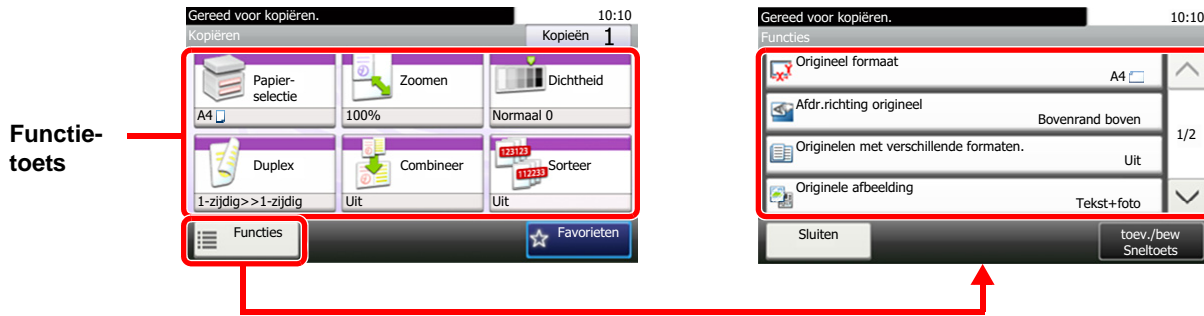 Gereed voor kopiëren.
10:10
Kopiëren
Kopieën 1
Papier-
selectie
A4
Zoomen
100%
Dichtheid
Normaal 0
Functie-
toets
Duplex
1-zijdig>>1-zijdig
Combineer
Uit
123123
112233
Sorteer
Uit
Functies
Favorieten
Gereed voor kopiëren.
10:10
Functies
Origineel formaat
A4
Afdr.richting origineel
Bovenrand boven
1/2
Originelen met verschillende formaten.
Uit
Originele afbeelding
Tekst+foto
Sluiten
toev./bew
Sneltoets